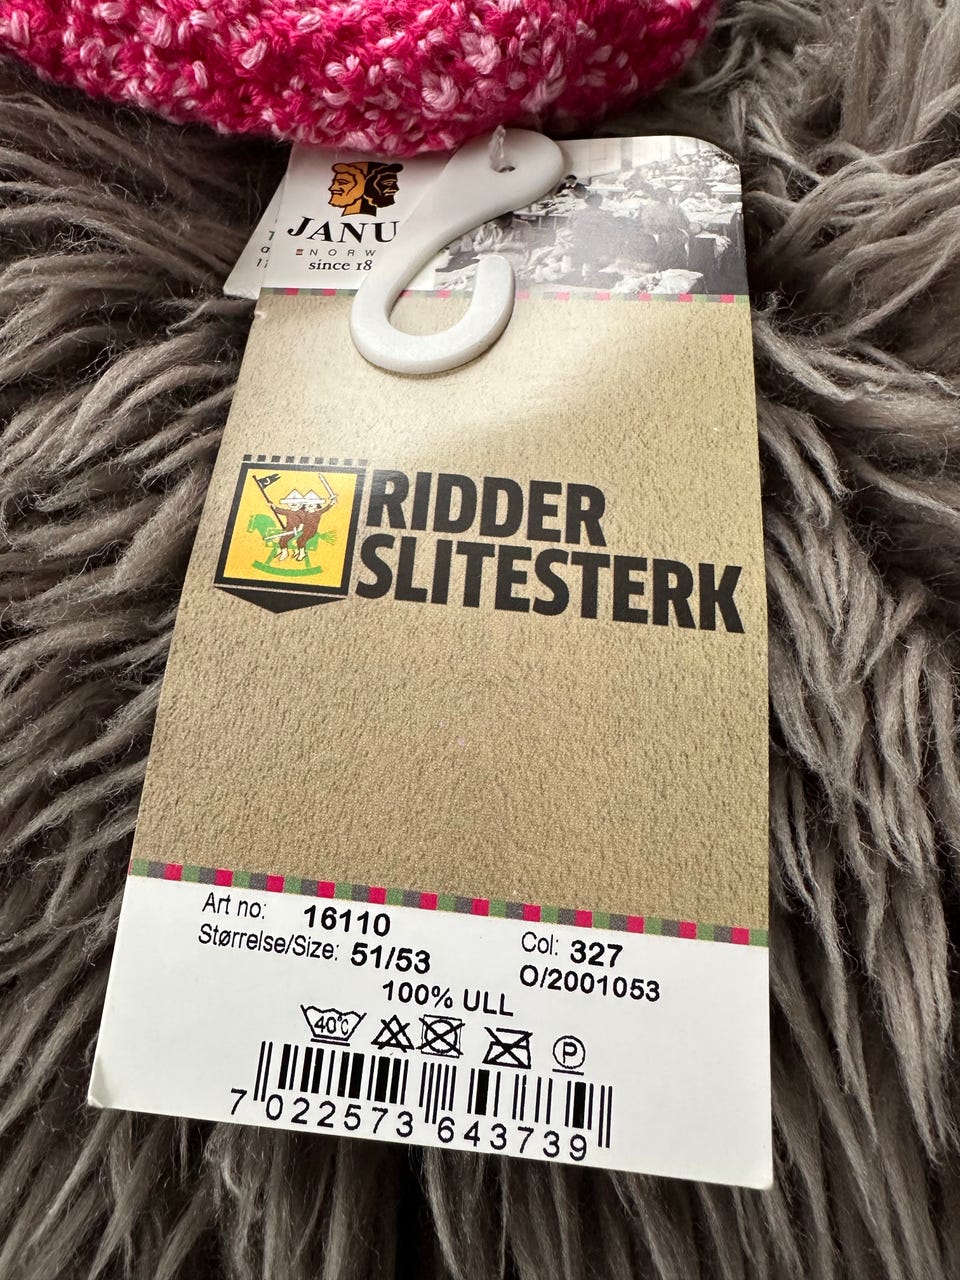 JANU
NORW
since 18
RIDDER
SLITESTERK
Art no: 16110
Størrelse/Size: 51/53
Col: 327
O/2001053
100% ULL
40°C
P
7 022573 643739